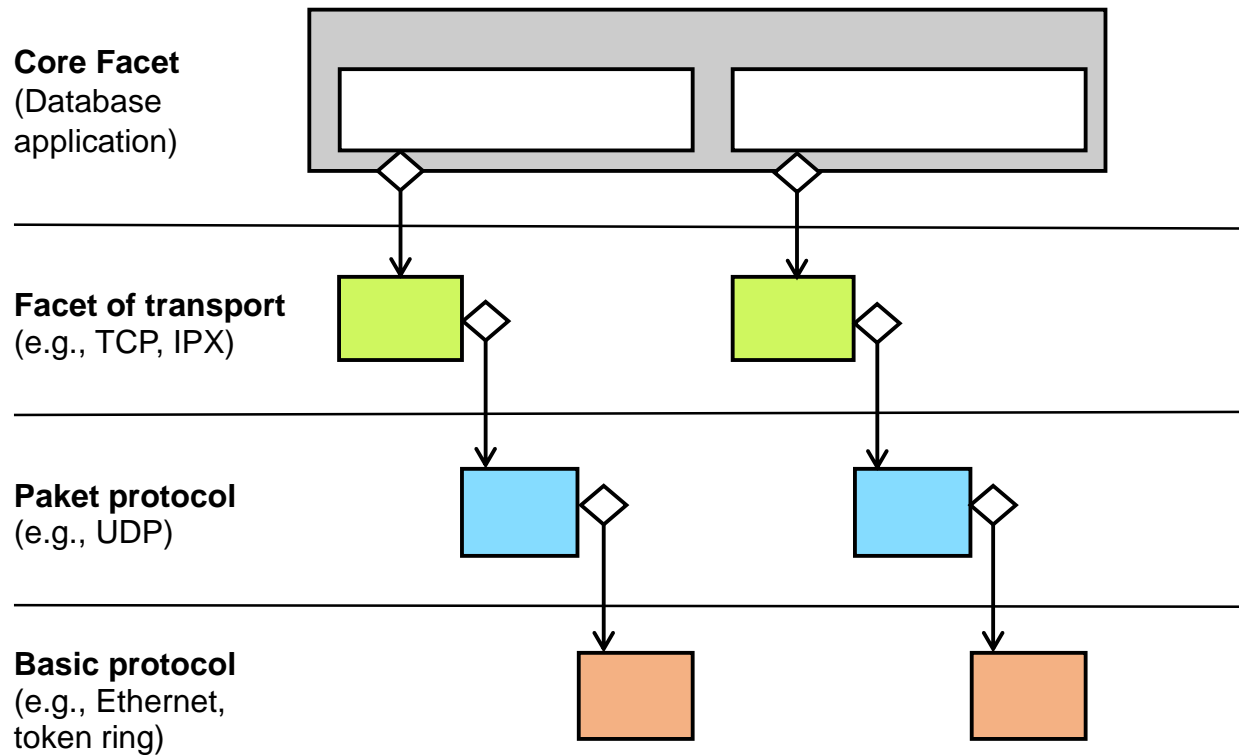 Core Facet
(Database
application)
Facet of transport
(e.g., TCP, IPX)
Paket protocol
(e.g., UDP)
Basic protocol
(e.g., Ethernet,
token ring)